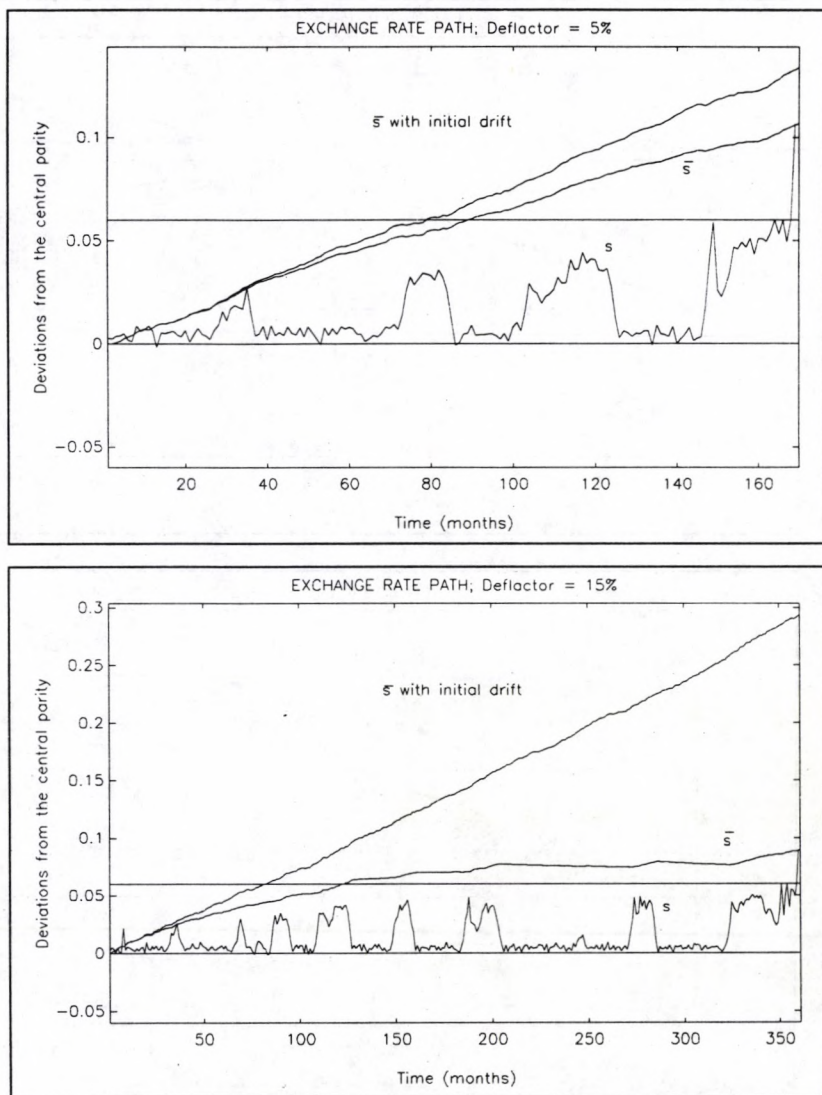 EXCHANGE RATE PATH; Deflactor = 5%
Deviations from the central parity
0.1
0.05
0
−0.05
s̄ with initial drift
s̄
s
20 40 60 80 100 120 140 160
Time (months)
EXCHANGE RATE PATH; Deflactor = 15%
Deviations from the central parity
0.3
0.25
0.2
0.15
0.1
0.05
0
−0.05
s̄ with initial drift
s̄
s
50 100 150 200 250 300 350
Time (months)